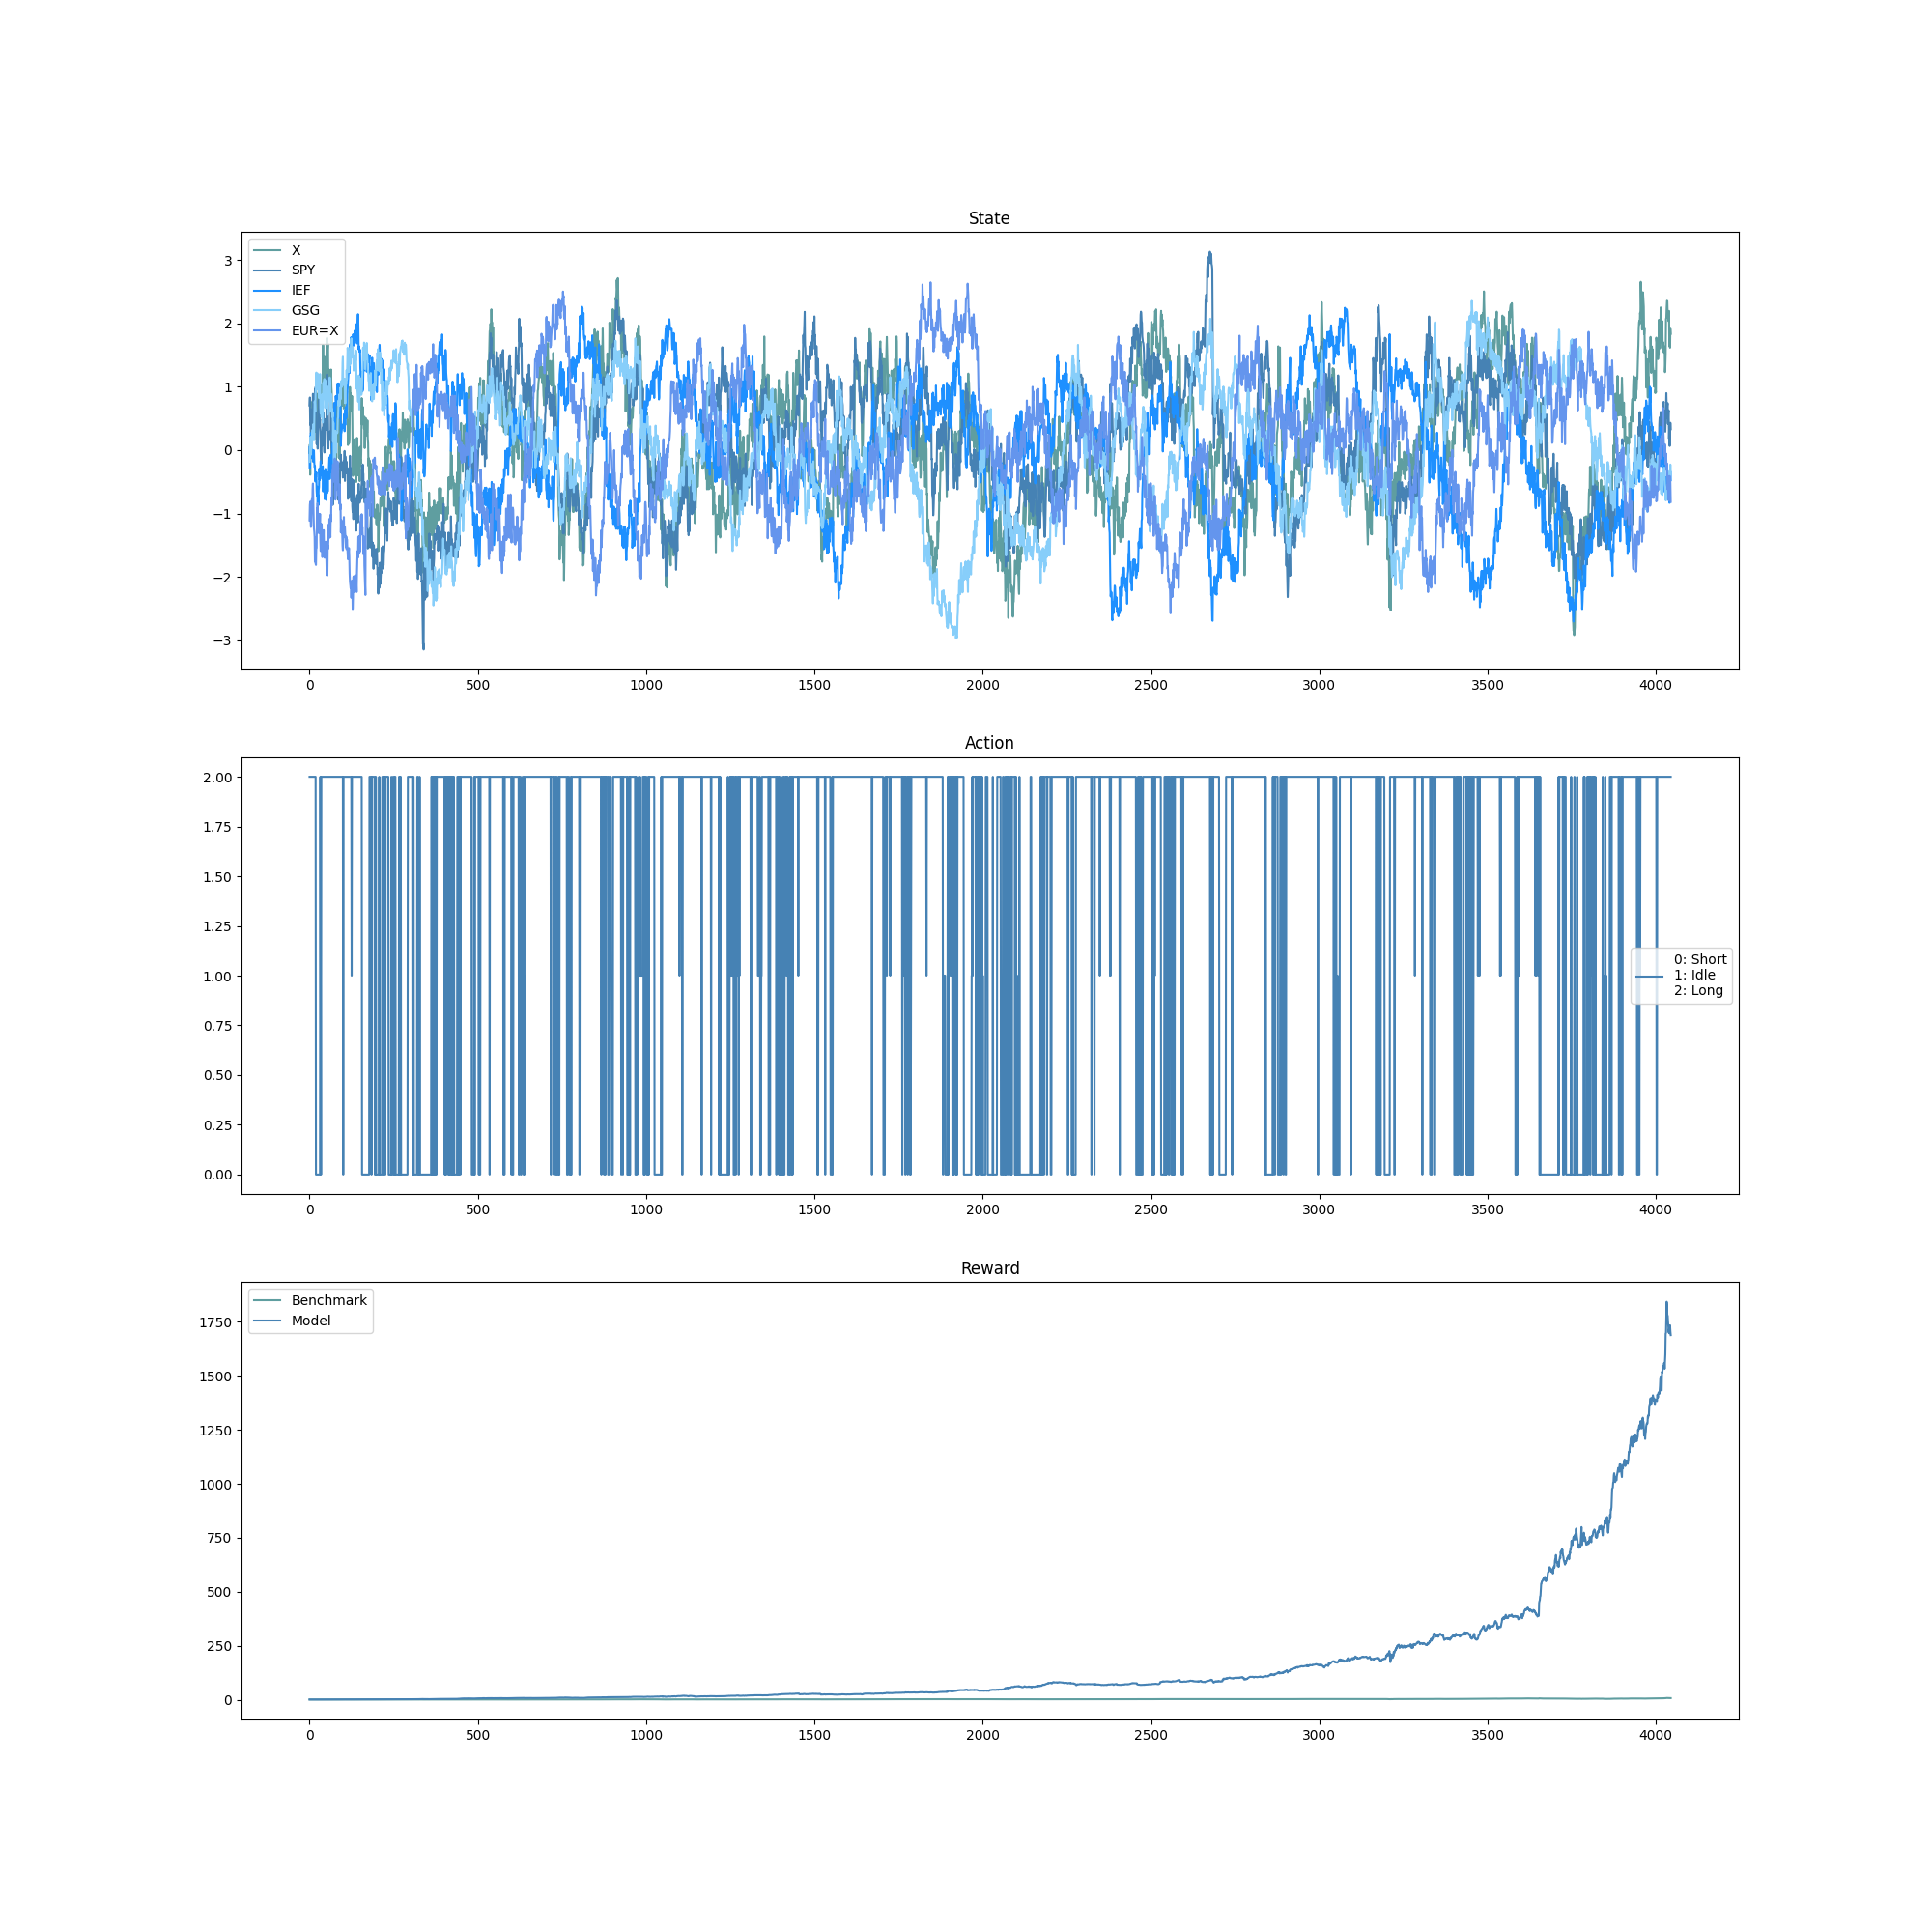 State
X
SPY
IEF
GSG
EUR=X
3
2
1
0
−1
−2
−3
0 500 1000 1500 2000 2500 3000 3500 4000
Action
2.00
1.75
1.50
1.25
1.00
0.75
0.50
0.25
0.00
0: Short
1: Idle
2: Long
0 500 1000 1500 2000 2500 3000 3500 4000
Reward
Benchmark
Model
1750
1500
1250
1000
750
500
250
0
0 500 1000 1500 2000 2500 3000 3500 4000